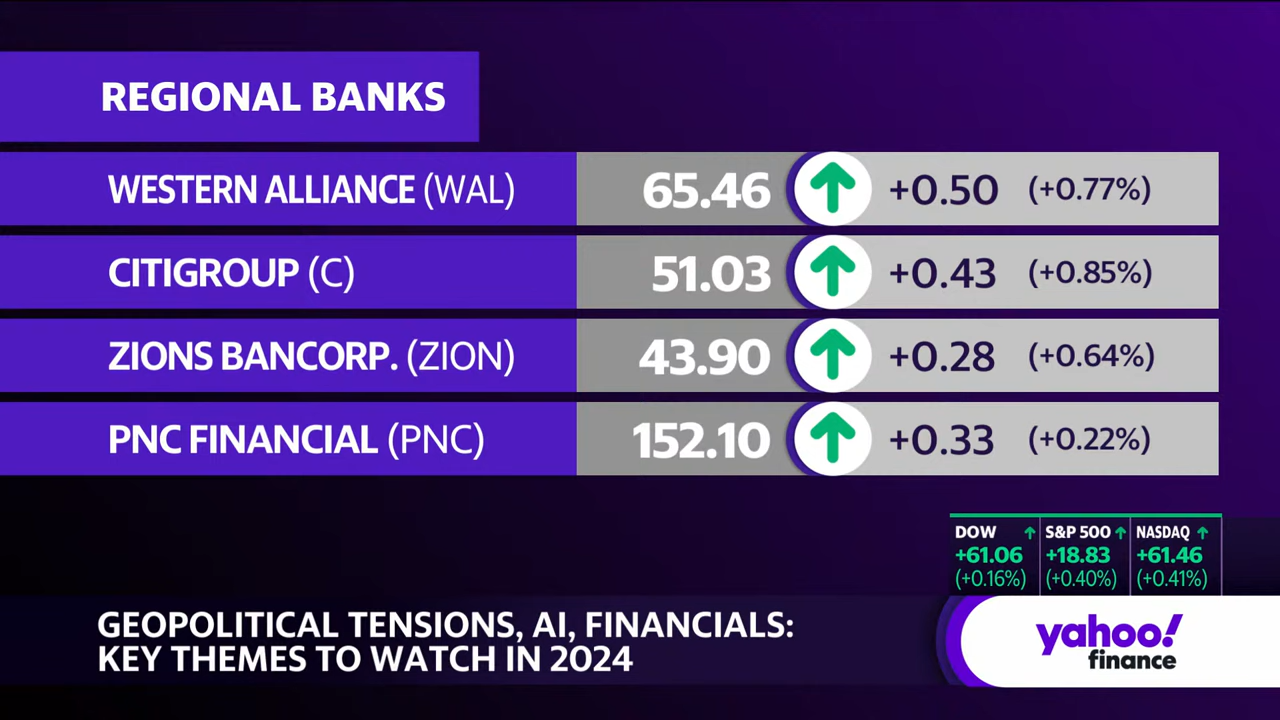 REGIONAL BANKS
WESTERN ALLIANCE (WAL) 65.46 +0.50 (+0.77%)
CITIGROUP (C) 51.03 +0.43 (+0.85%)
ZIONS BANCORP. (ZION) 43.90 +0.28 (+0.64%)
PNC FINANCIAL (PNC) 152.10 +0.33 (+0.22%)
DOW S&P 500 NASDAQ
+61.06 +18.83 +61.46
(+0.16%) (+0.40%) (+0.41%)
GEOPOLITICAL TENSIONS, AI, FINANCIALS:
KEY THEMES TO WATCH IN 2024
yahoo!
finance